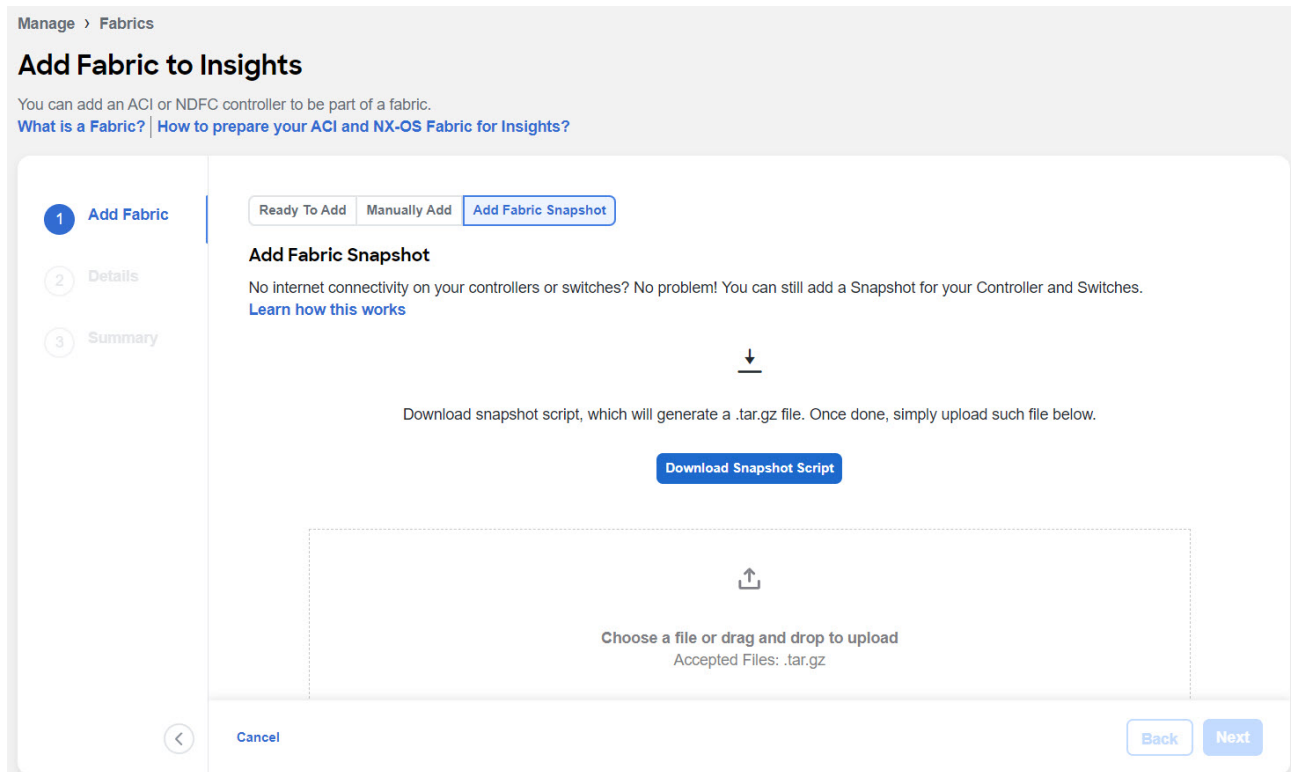 Manage > Fabrics
Add Fabric to Insights
You can add an ACI or NDFC controller to be part of a fabric.
What is a Fabric? | How to prepare your ACI and NX-OS Fabric for Insights?
1 Add Fabric
2 Details
3 Summary
Ready To Add Manually Add Add Fabric Snapshot
Add Fabric Snapshot
No internet connectivity on your controllers or switches? No problem! You can still add a Snapshot for your Controller and Switches.
Learn how this works
Download snapshot script, which will generate a .tar.gz file. Once done, simply upload such file below.
Download Snapshot Script
Choose a file or drag and drop to upload
Accepted Files: .tar.gz
Cancel
Back Next